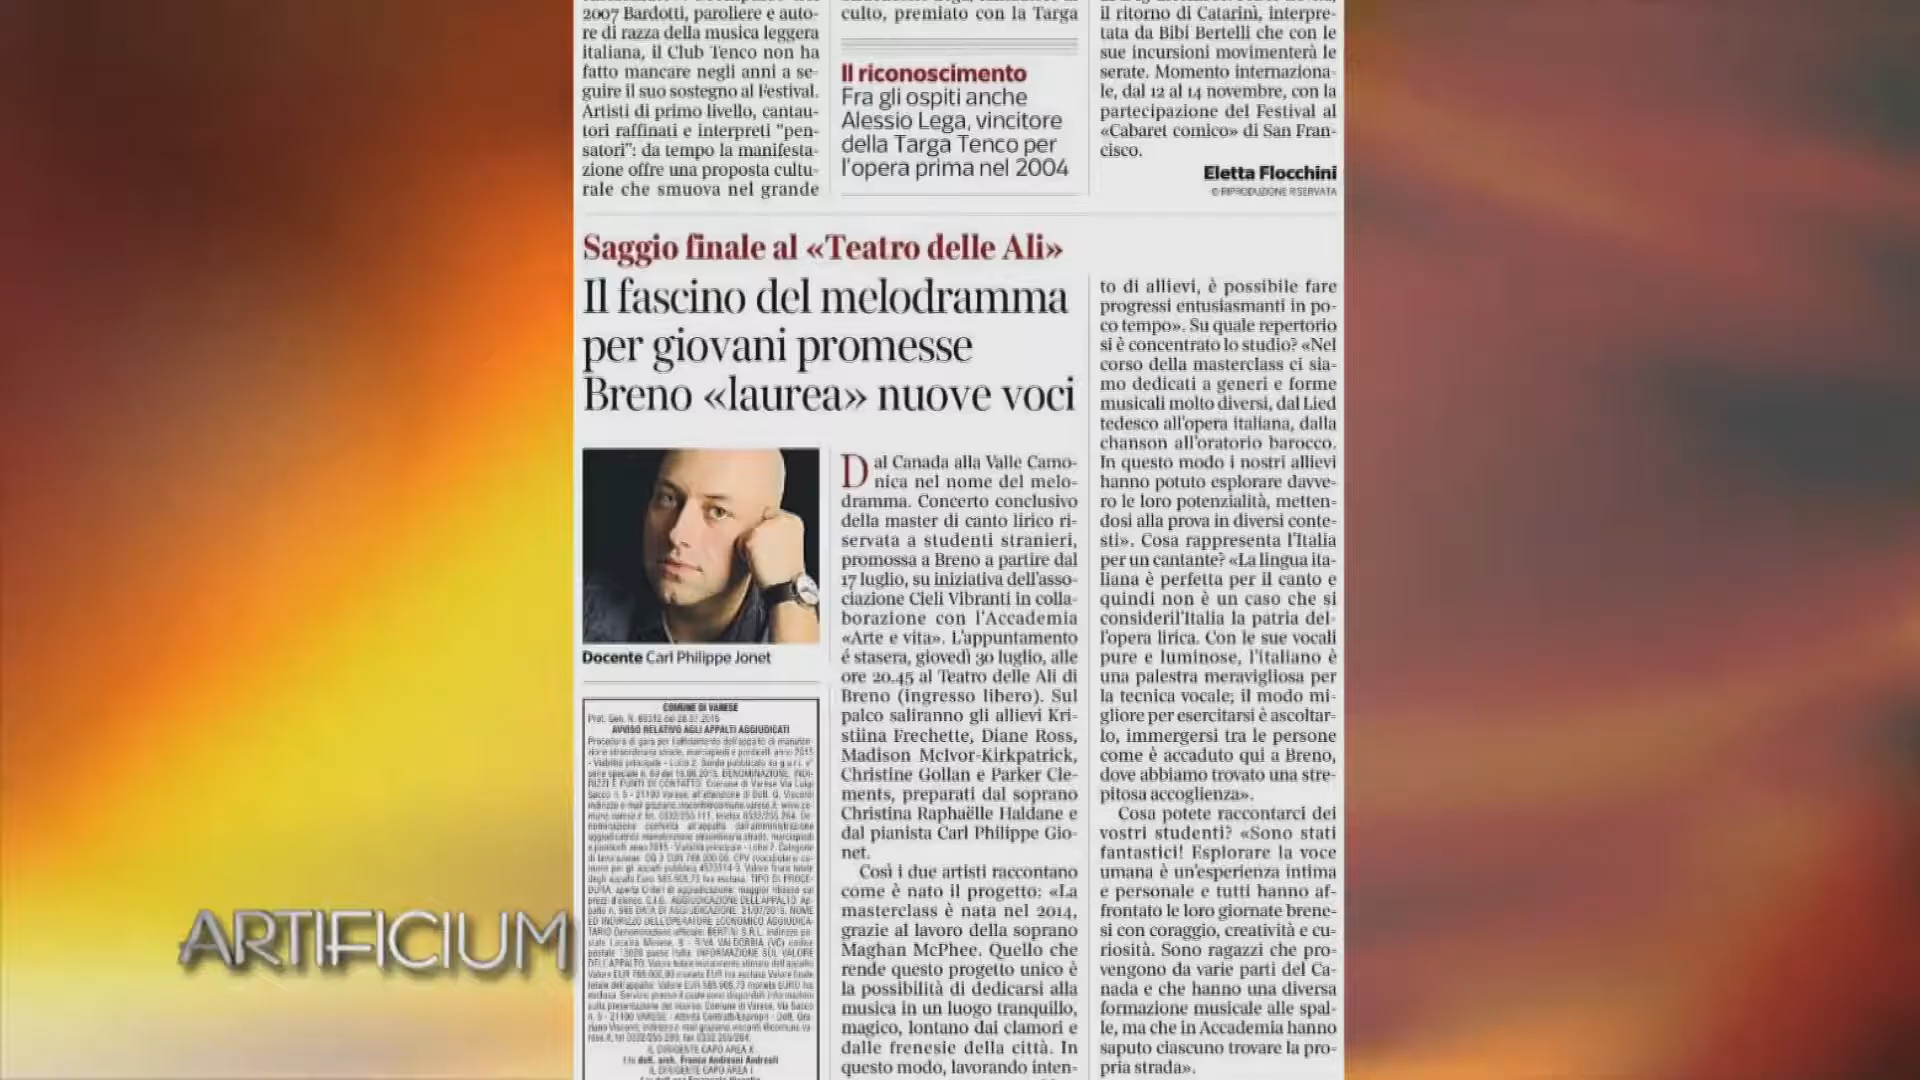 2007 Bardotti, paroliere e auto-
re di razza della musica leggera
italiana, il Club Tenco non ha
fatto mancare negli anni a se-
guire il suo sostegno al Festival.
Artisti di primo livello, cantau-
tori raffinati e interpreti "pen-
satori": da tempo la manifesta-
zione offre una proposta cultu-
rale che smuova nel grande
culto, premiato con la Targa
Il riconoscimento
Fra gli ospiti anche
Alessio Lega, vincitore
della Targa Tenco per
l'opera prima nel 2004
il ritorno di Catarinì, interpre-
tata da Bibi Bertelli che con le
sue incursioni movimenterà le
serate. Momento internaziona-
le, dal 12 al 14 novembre, con la
partecipazione del Festival al
«Cabaret comico» di San Fran-
cisco.
Eletta Flocchini
© RIPRODUZIONE RISERVATA
Saggio finale al «Teatro delle Ali»
Il fascino del melodramma
per giovani promesse
Breno «laurea» nuove voci
Docente Carl Philippe Jonet
COMUNE DI VARESE
AVVISO RELATIVO AGLI APPALTI AGGIUDICATI
Dal Canada alla Valle Camo-
nica nel nome del melo-
dramma. Concerto conclusivo
della master di canto lirico ri-
servata a studenti stranieri,
promossa a Breno a partire dal
17 luglio, su iniziativa dell'asso-
ciazione Cieli Vibranti in colla-
borazione con l'Accademia
«Arte e vita». L'appuntamento
é stasera, giovedì 30 luglio, alle
ore 20.45 al Teatro delle Ali di
Breno (ingresso libero). Sul
palco saliranno gli allievi Kri-
stiina Frechette, Diane Ross,
Madison McIvor-Kirkpatrick,
Christine Gollan e Parker Cle-
ments, preparati dal soprano
Christina Raphaëlle Haldane e
dal pianista Carl Philippe Gio-
net.
Così i due artisti raccontano
come è nato il progetto: «La
masterclass è nata nel 2014,
grazie al lavoro della soprano
Maghan McPhee. Quello che
rende questo progetto unico è
la possibilità di dedicarsi alla
musica in un luogo tranquillo,
magico, lontano dai clamori e
dalle frenesie della città. In
questo modo, lavorando inten-
to di allievi, è possibile fare
progressi entusiasmanti in po-
co tempo». Su quale repertorio
si è concentrato lo studio? «Nel
corso della masterclass ci sia-
mo dedicati a generi e forme
musicali molto diversi, dal Lied
tedesco all'opera italiana, dalla
chanson all'oratorio barocco.
In questo modo i nostri allievi
hanno potuto esplorare davve-
ro le loro potenzialità, metten-
dosi alla prova in diversi conte-
sti». Cosa rappresenta l'Italia
per un cantante? «La lingua ita-
liana è perfetta per il canto e
quindi non è un caso che si
consideril'Italia la patria del-
l'opera lirica. Con le sue vocali
pure e luminose, l'italiano è
una palestra meravigliosa per
la tecnica vocale; il modo mi-
gliore per esercitarsi è ascoltar-
lo, immergersi tra le persone
come è accaduto qui a Breno,
dove abbiamo trovato una stre-
pitosa accoglienza».
Cosa potete raccontarci dei
vostri studenti? «Sono stati
fantastici! Esplorare la voce
umana è un'esperienza intima
e personale e tutti hanno af-
frontato le loro giornate brene-
si con coraggio, creatività e cu-
riosità. Sono ragazzi che pro-
vengono da varie parti del Ca-
nada e che hanno una diversa
formazione musicale alle spal-
le, ma che in Accademia hanno
saputo ciascuno trovare la pro-
pria strada».
ARTIFICIUM